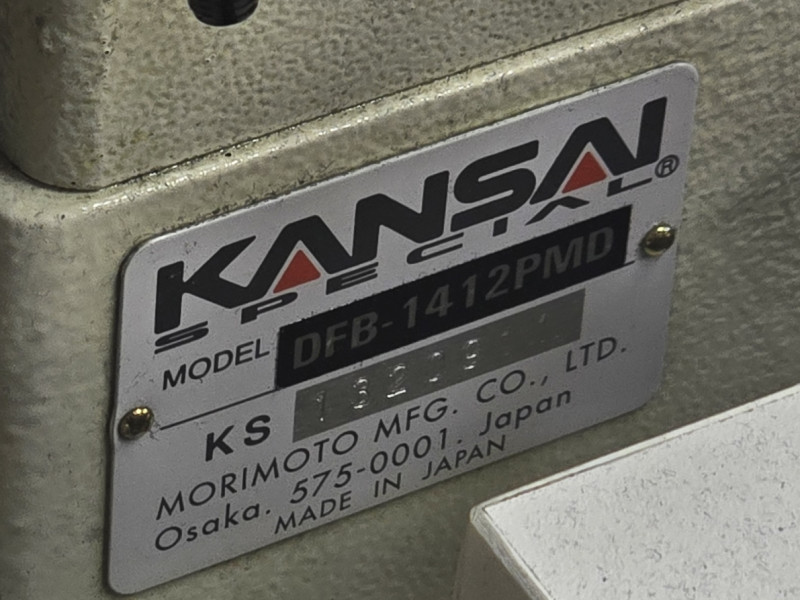 KANSAI®
SPECIAL
MODEL DFB-1412PMD
KS
MORIMOTO MFG. CO., LTD.
Osaka. 575-0001. Japan
MADE IN JAPAN